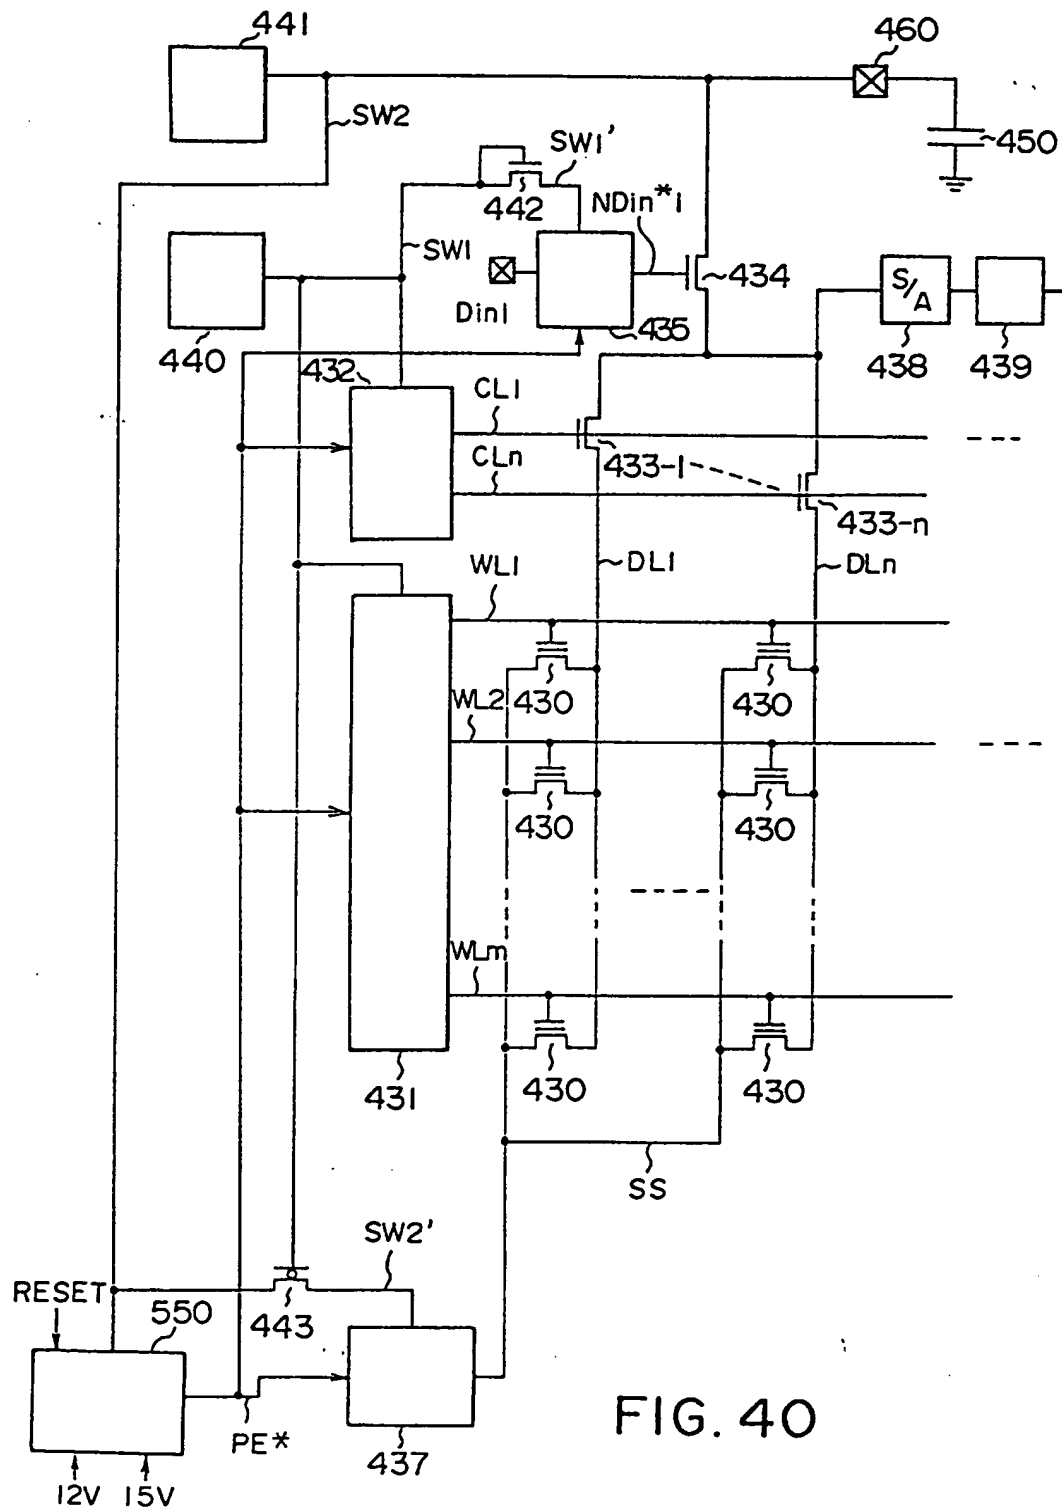 441
460
SW2
450
SW1'
442
NDin*1
SW1
434
Din1
435
S/A
440
432
438
439
CL1
433-1
CLn
433-n
WL1
DL1
DLn
430
430
WL2
430
430
WLm
431
430
430
SS
SW2'
RESET
550
443
PE*
437
12V
15V
FIG. 40